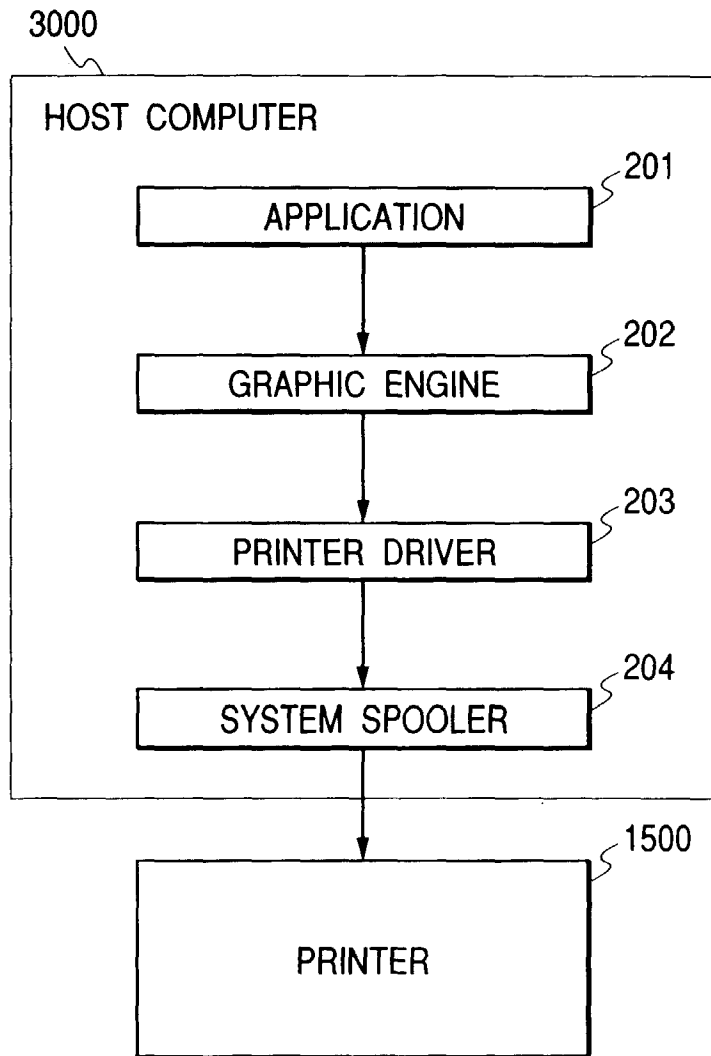 3000
HOST COMPUTER
201
APPLICATION
202
GRAPHIC ENGINE
203
PRINTER DRIVER
204
SYSTEM SPOOLER
1500
PRINTER